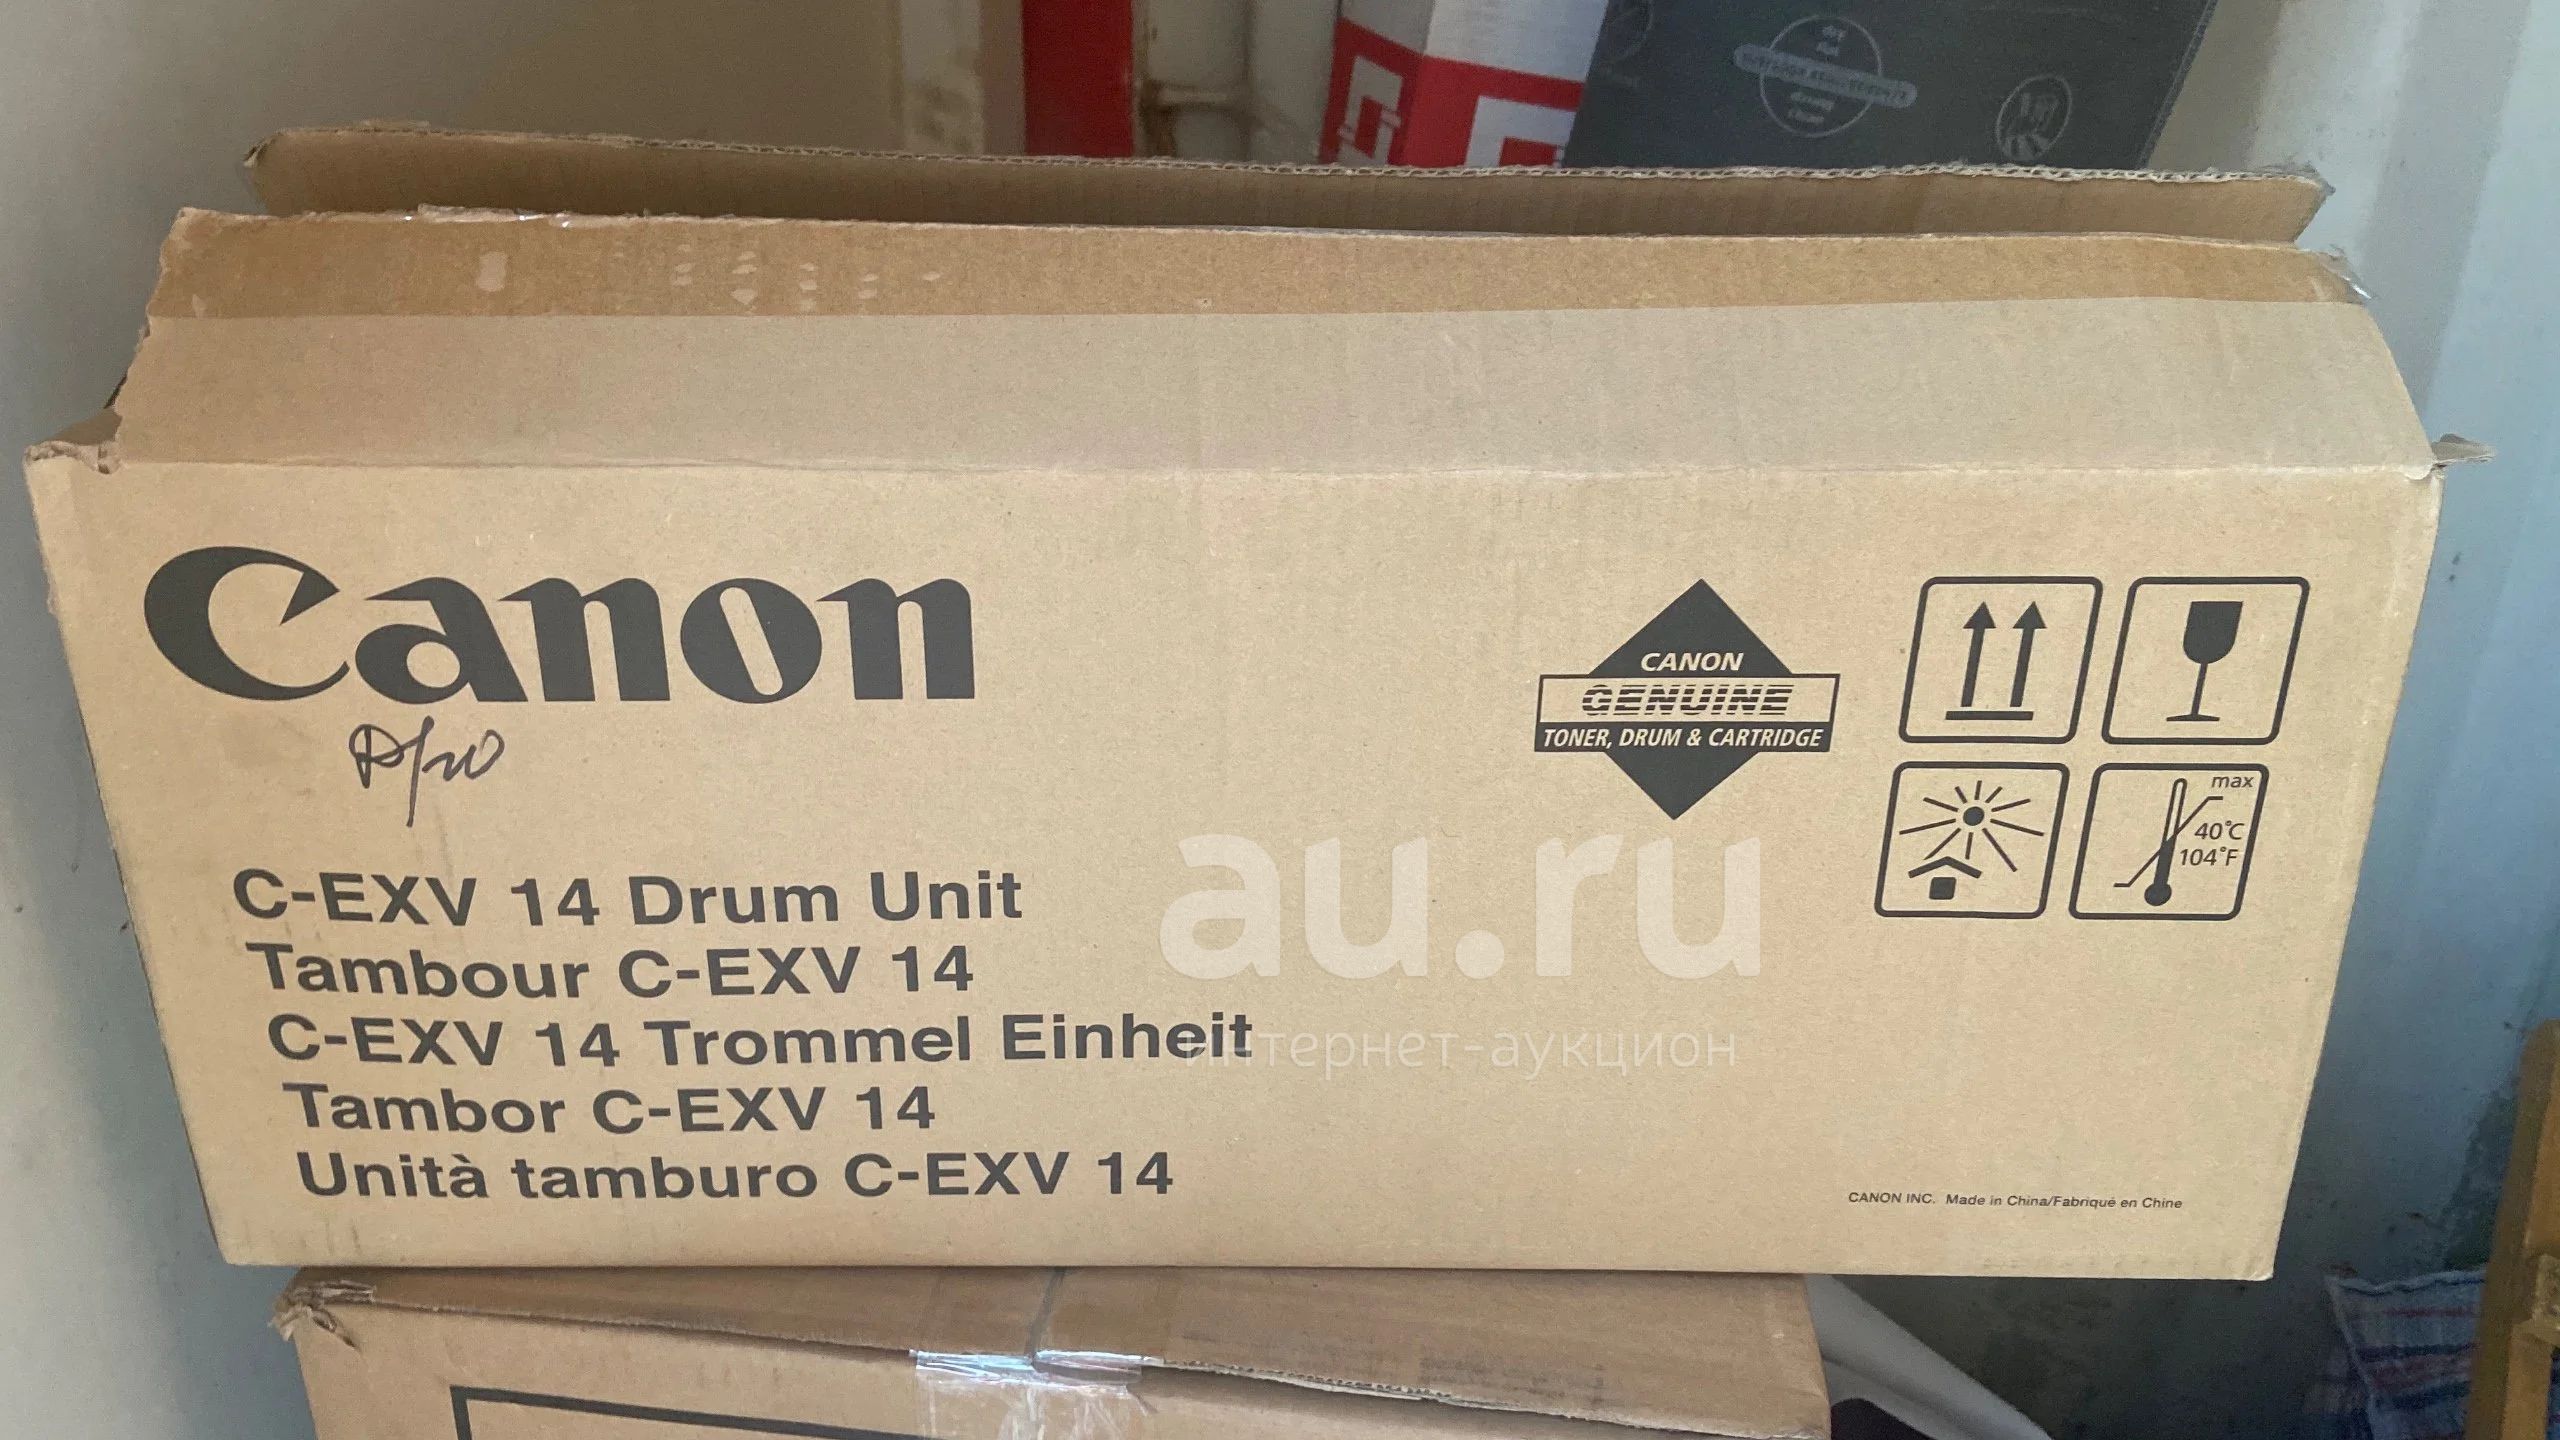 Canon
CANON
GENUINE
TONER, DRUM & CARTRIDGE
max
40°C
104°F
C-EXV 14 Drum Unit
Tambour C-EXV 14
C-EXV 14 Trommel Einheit
Tambor C-EXV 14
Unità tamburo C-EXV 14
CANON INC. Made in China/Fabriqué en Chine
au.ru
интернет-аукцион